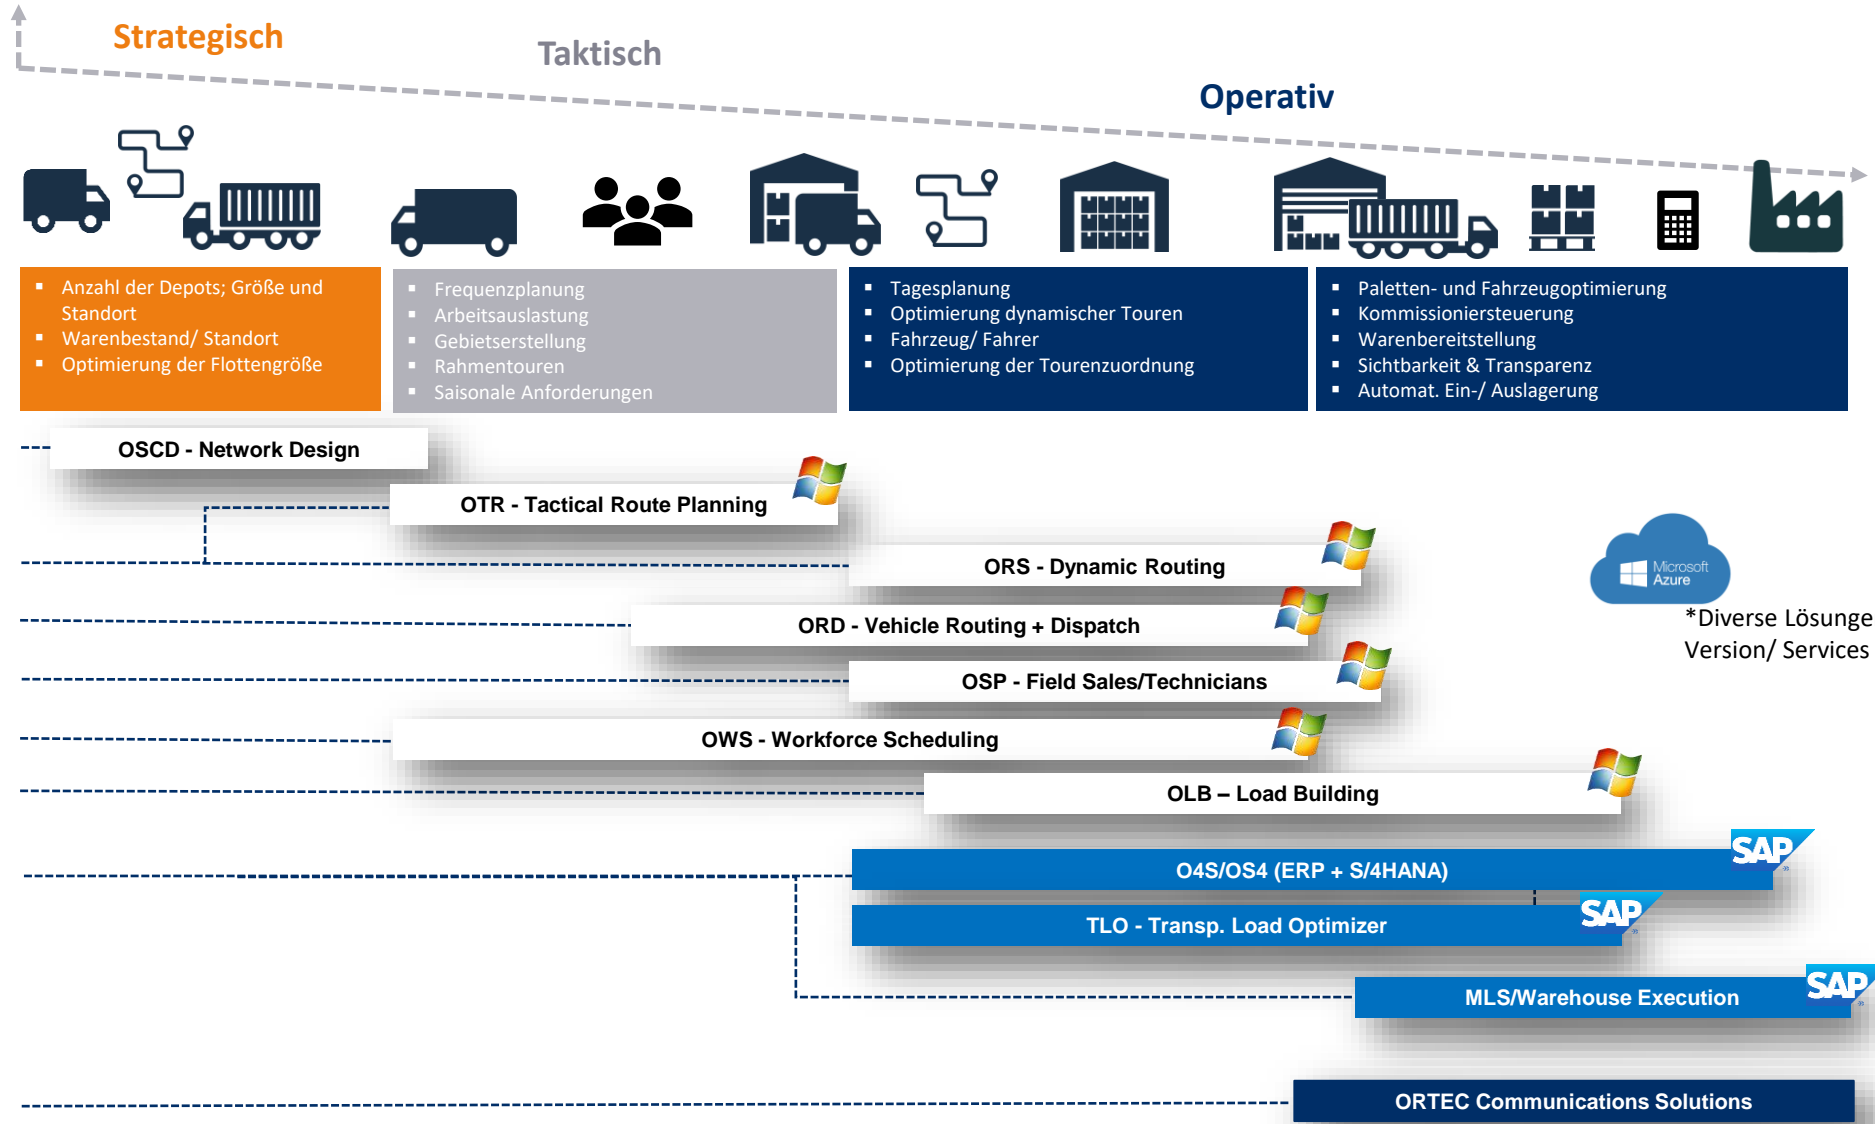 Strategisch
Taktisch
Operativ
▪ Anzahl der Depots; Größe und
Standort
▪ Warenbestand/ Standort
▪ Optimierung der Flottengröße
▪ Frequenzplanung
▪ Arbeitsauslastung
▪ Gebietserstellung
▪ Rahmentouren
▪ Saisonale Anforderungen
▪ Tagesplanung
▪ Optimierung dynamischer Touren
▪ Fahrzeug/ Fahrer
▪ Optimierung der Tourenzuordnung
▪ Paletten- und Fahrzeugoptimierung
▪ Kommissioniersteuerung
▪ Warenbereitstellung
▪ Sichtbarkeit & Transparenz
▪ Automat. Ein-/ Auslagerung
OSCD - Network Design
OTR - Tactical Route Planning
ORS - Dynamic Routing
Microsoft
Azure
*Diverse Lösunge
Version/ Services
ORD - Vehicle Routing + Dispatch
OSP - Field Sales/Technicians
OWS - Workforce Scheduling
OLB – Load Building
O4S/OS4 (ERP + S/4HANA)
SAP
TLO - Transp. Load Optimizer
SAP
MLS/Warehouse Execution
SAP
ORTEC Communications Solutions